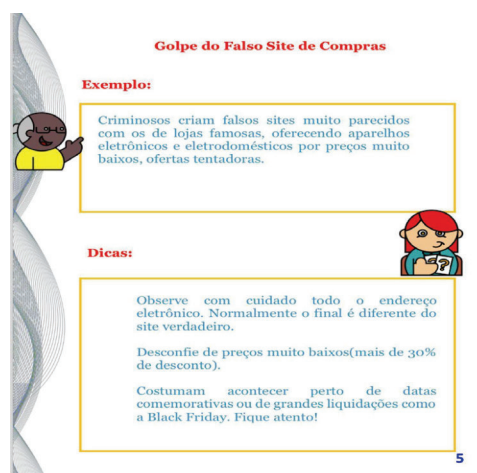 Golpe do Falso Site de Compras
Exemplo:
Criminosos criam falsos sites muito parecidos
com os de lojas famosas, oferecendo aparelhos
eletrônicos e eletrodomésticos por preços muito
baixos, ofertas tentadoras.
Dicas:
?
Observe com cuidado todo o endereço
eletrônico. Normalmente o final é diferente do
site verdadeiro.
Desconfie de preços muito baixos(mais de 30%
de desconto).
Costumam acontecer perto de datas
comemorativas ou de grandes liquidações como
a Black Friday. Fique atento!
5